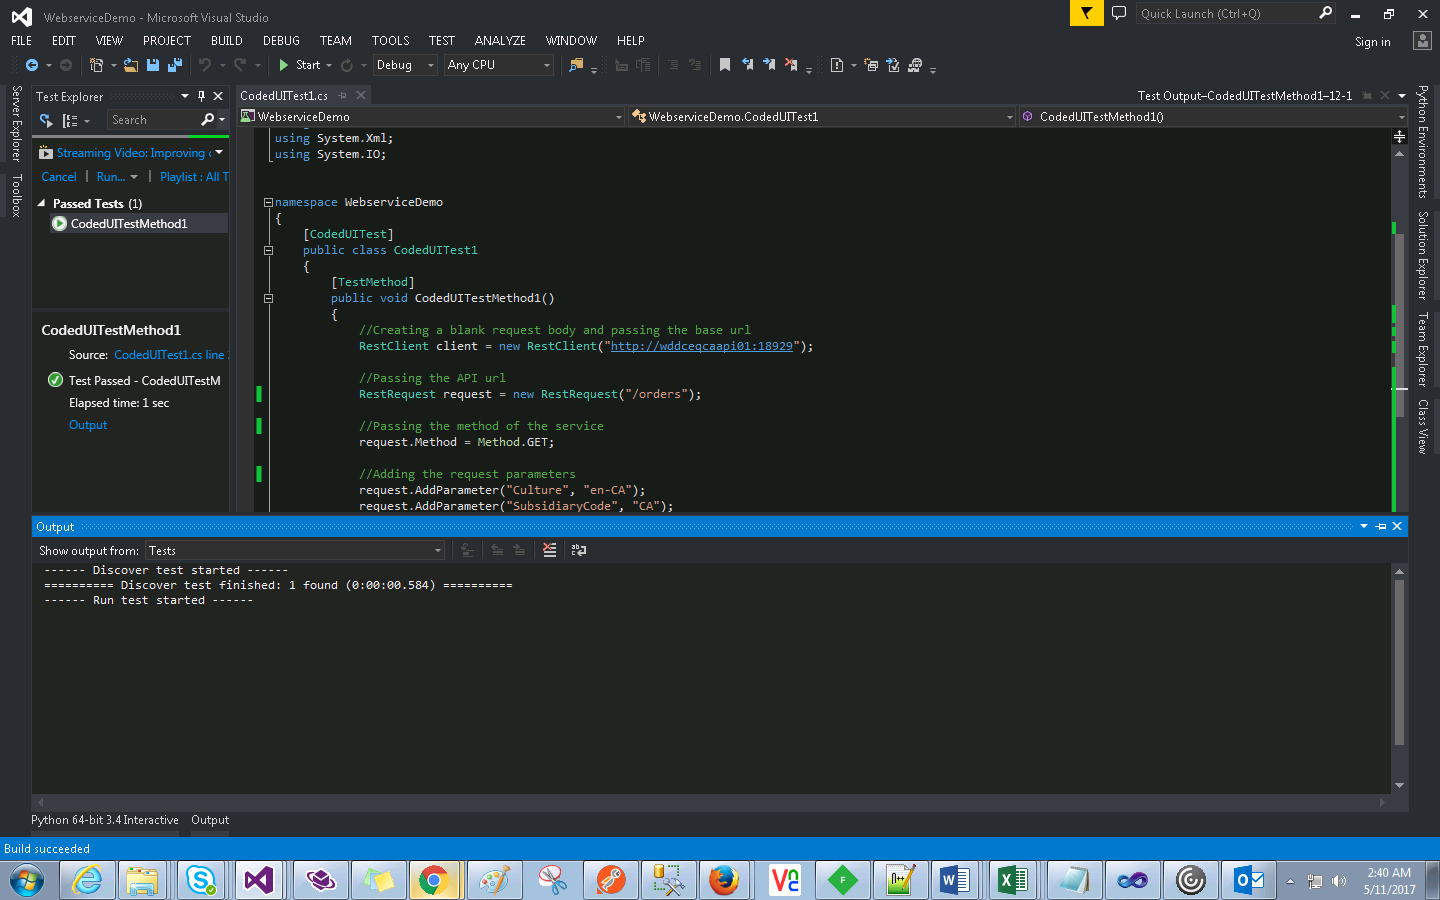 WebserviceDemo - Microsoft Visual Studio
Quick Launch (Ctrl+Q)
FILE EDIT VIEW PROJECT BUILD DEBUG TEAM TOOLS TEST ANALYZE WINDOW HELP
Sign in
Start
Debug
Any CPU
Server Explorer
Toolbox
Test Explorer
Search
Streaming Video: Improving
Cancel | Run... | Playlist : All T
Passed Tests (1)
CodedUITestMethod1
CodedUITestMethod1
Source: CodedUITest1.cs line
Test Passed - CodedUITestM
Elapsed time: 1 sec
Output
CodedUITest1.cs
Test Output–CodedUITestMethod1–12-1
WebserviceDemo
WebserviceDemo.CodedUITest1
CodedUITestMethod1()
using System.Xml;
using System.IO;
namespace WebserviceDemo
{
[CodedUITest]
public class CodedUITest1
{
[TestMethod]
public void CodedUITestMethod1()
{
//Creating a blank request body and passing the base url
RestClient client = new RestClient("http://wddceqcaapi01:18929");
//Passing the API url
RestRequest request = new RestRequest("/orders");
//Passing the method of the service
request.Method = Method.GET;
//Adding the request parameters
request.AddParameter("Culture", "en-CA");
request.AddParameter("SubsidiaryCode", "CA");
Python Environments
Solution Explorer
Team Explorer
Class View
Output
Show output from: Tests
------ Discover test started ------
========== Discover test finished: 1 found (0:00:00.584) ==========
------ Run test started ------
Python 64-bit 3.4 Interactive
Output
Build succeeded
2:40 AM
5/11/2017